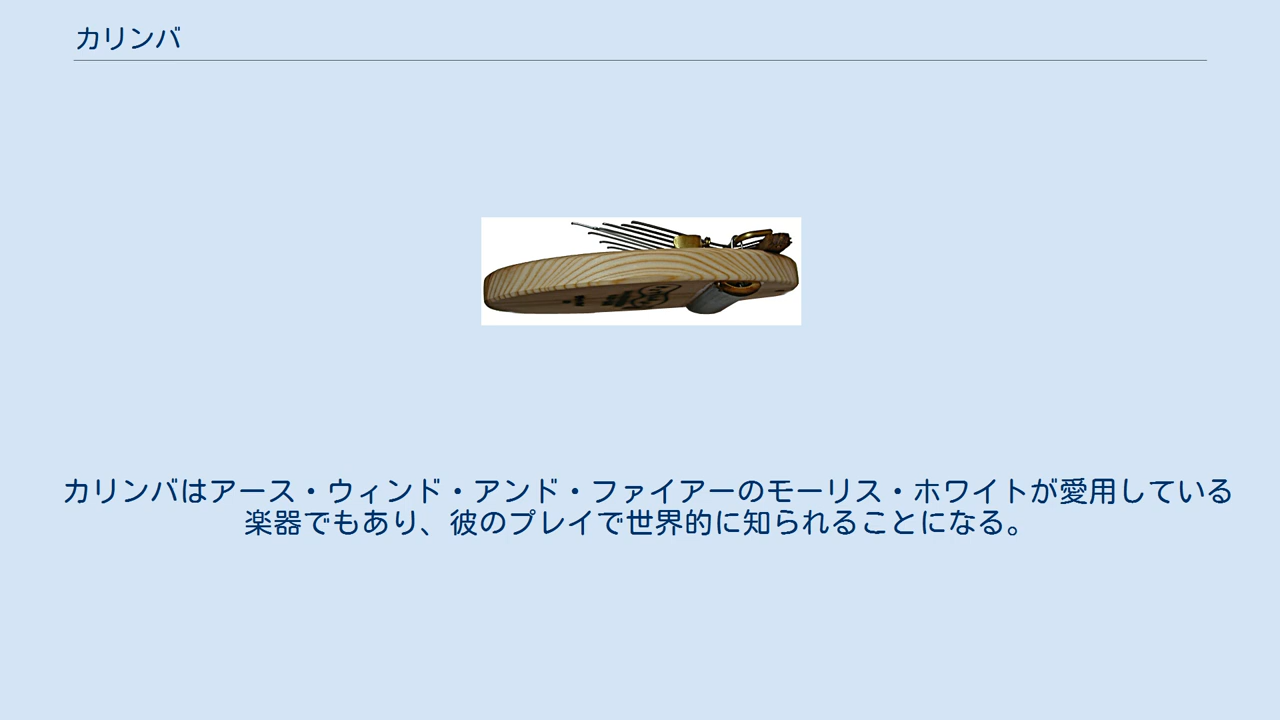 カリンバ
カリンバはアース・ウィンド・アンド・ファイアーのモーリス・ホワイトが愛用している
楽器でもあり、彼のプレイで世界的に知られることになる。